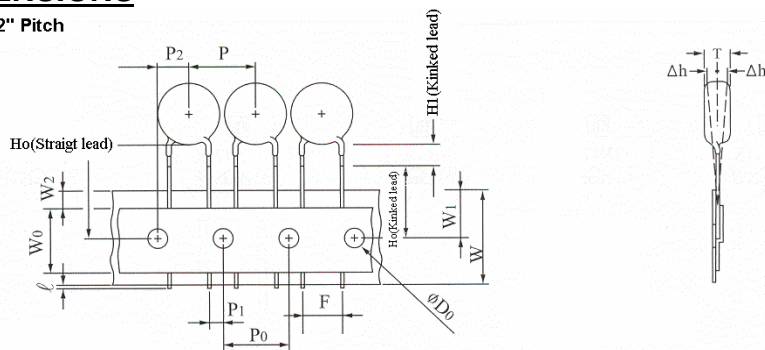 2" Pitch
P2
P
H1(Kinked lead)
T
Δh
Δh
Ho(Straigt lead)
W2
W0
Ho(Kinked lead)
W1
W
ℓ
P1
F
P0
øD0